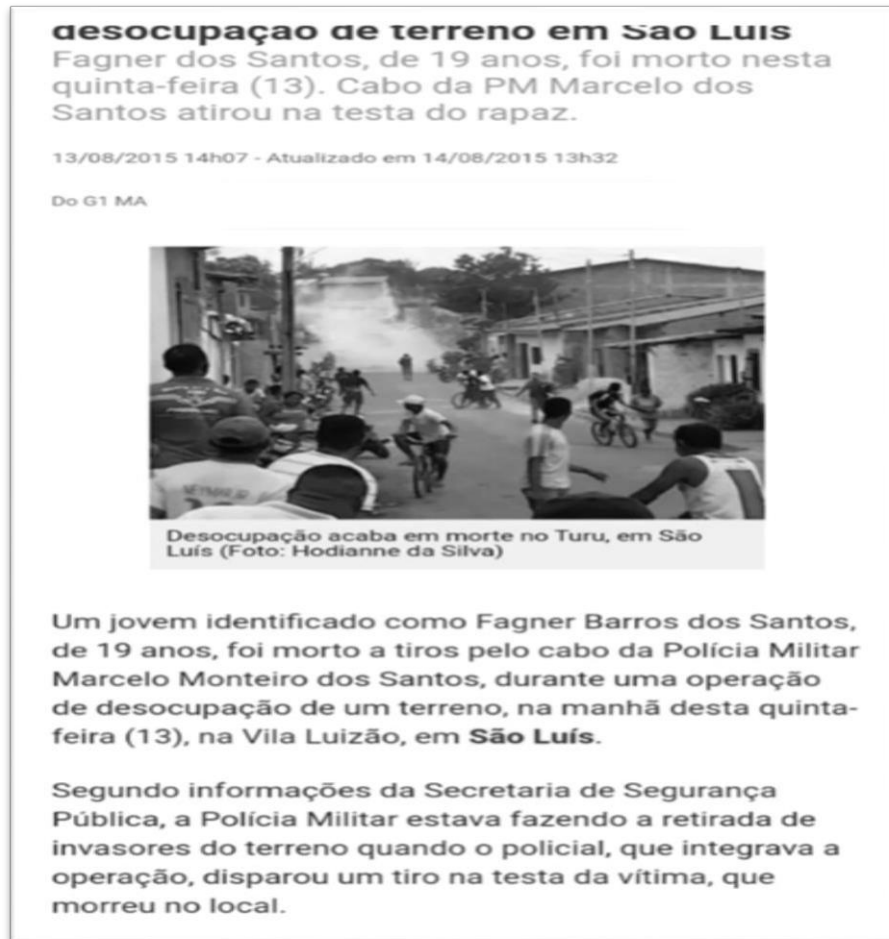 desocupação de terreno em São Luís
Fagner dos Santos, de 19 anos, foi morto nesta
quinta-feira (13). Cabo da PM Marcelo dos
Santos atirou na testa do rapaz.
13/08/2015 14h07 - Atualizado em 14/08/2015 13h32
Do G1 MA
NEYMAR JR
Desocupação acaba em morte no Turu, em São
Luís (Foto: Hodianne da Silva)
Um jovem identificado como Fagner Barros dos Santos,
de 19 anos, foi morto a tiros pelo cabo da Polícia Militar
Marcelo Monteiro dos Santos, durante uma operação
de desocupação de um terreno, na manhã desta quinta-
feira (13), na Vila Luizão, em São Luís.
Segundo informações da Secretaria de Segurança
Pública, a Polícia Militar estava fazendo a retirada de
invasores do terreno quando o policial, que integrava a
operação, disparou um tiro na testa da vítima, que
morreu no local.